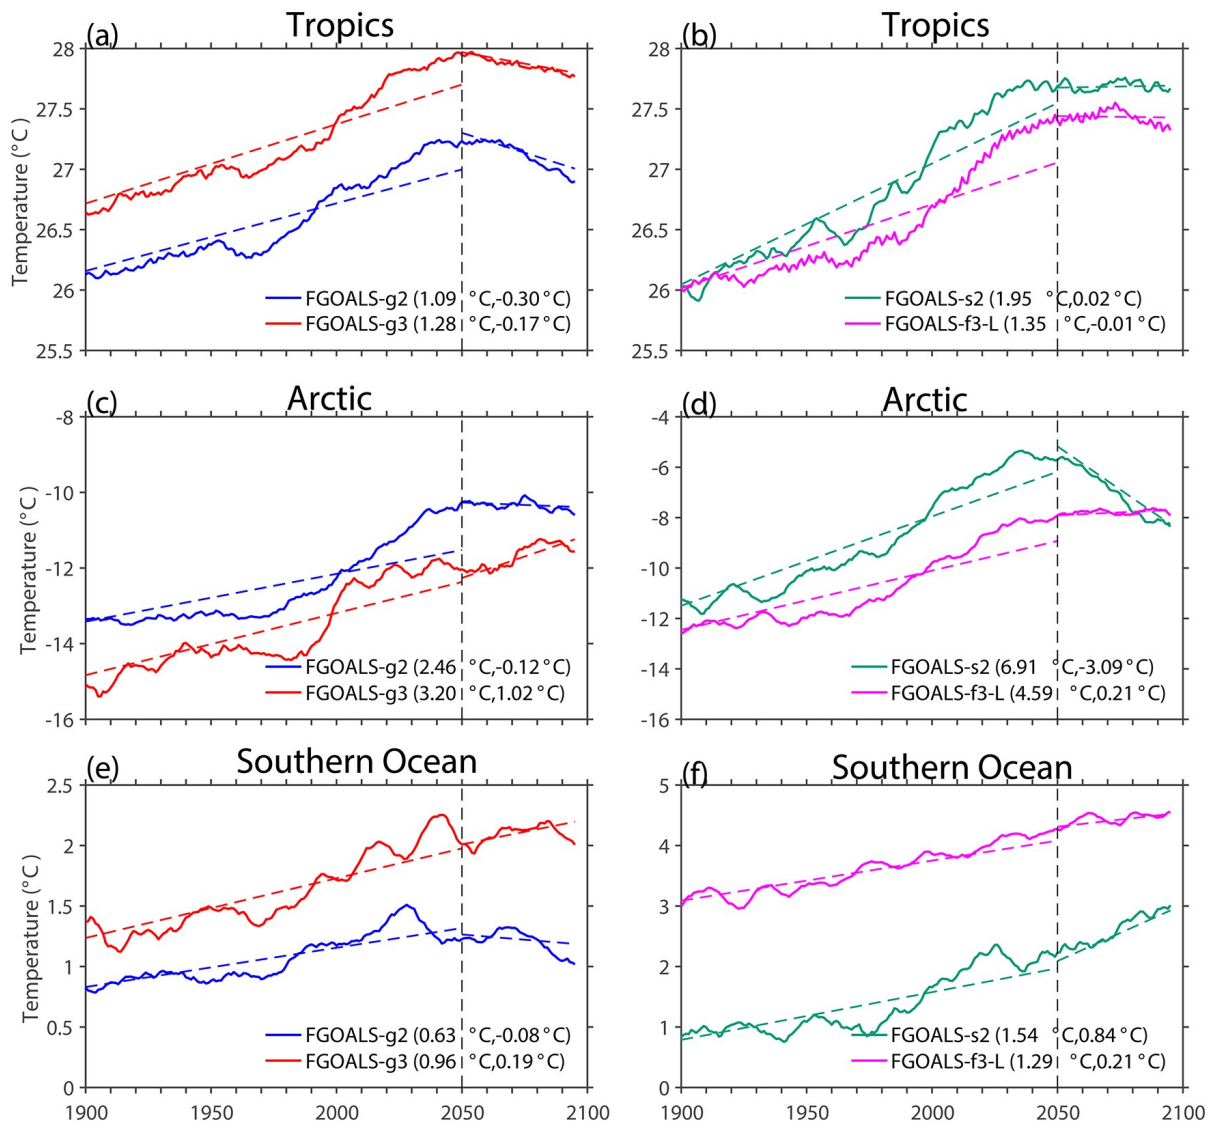 (a) Tropics
28
27.5
27
26.5
26
25.5
Temperature (°C )
FGOALS-g2 (1.09 °C,-0.30°C)
FGOALS-g3 (1.28 °C,-0.17°C)
(b) Tropics
28
27.5
27
26.5
26
25.5
FGOALS-s2 (1.95 °C,0.02°C)
FGOALS-f3-L (1.35 °C,-0.01°C)
(c) Arctic
-8
-10
-12
-14
-16
Temperature (°C )
FGOALS-g2 (2.46 °C,-0.12°C)
FGOALS-g3 (3.20 °C,1.02°C)
(d) Arctic
-4
-6
-8
-10
-12
-14
-16
FGOALS-s2 (6.91 °C,-3.09°C)
FGOALS-f3-L (4.59 °C,0.21°C)
(e) Southern Ocean
2.5
2
1.5
1
0.5
0
Temperature (°C )
FGOALS-g2 (0.63 °C,-0.08°C)
FGOALS-g3 (0.96 °C,0.19°C)
1900 1950 2000 2050 2100
(f) Southern Ocean
5
4
3
2
1
0
FGOALS-s2 (1.54 °C,0.84°C)
FGOALS-f3-L (1.29 °C,0.21°C)
1900 1950 2000 2050 2100